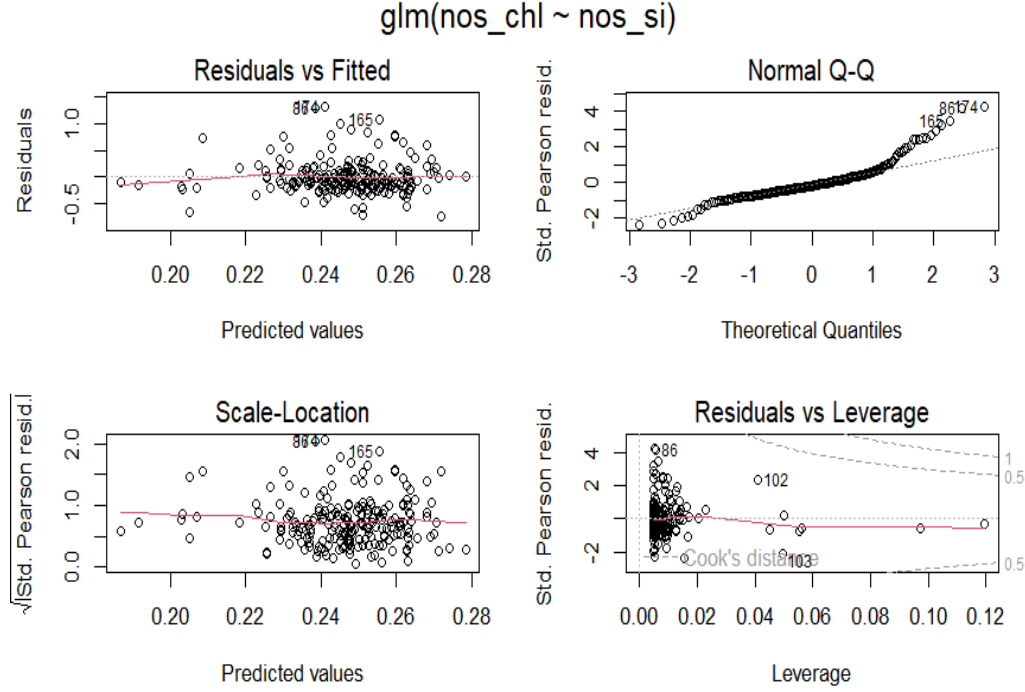 glm(nos_chl ~ nos_si)
Residuals vs Fitted
Residuals
-0.5 1.0
165
0.20 0.22 0.24 0.26 0.28
Predicted values
Normal Q-Q
Std. Pearson resid.
-2 0 2 4
165 174
-3 -2 -1 0 1 2 3
Theoretical Quantiles
Scale-Location
√|Std. Pearson resid.|
0.0 1.0 2.0
165
0.20 0.22 0.24 0.26 0.28
Predicted values
Residuals vs Leverage
Std. Pearson resid.
-2 0 2 4
86
102
103
Cook's distance
1
0.5
0.5
0.00 0.02 0.04 0.06 0.08 0.10 0.12
Leverage